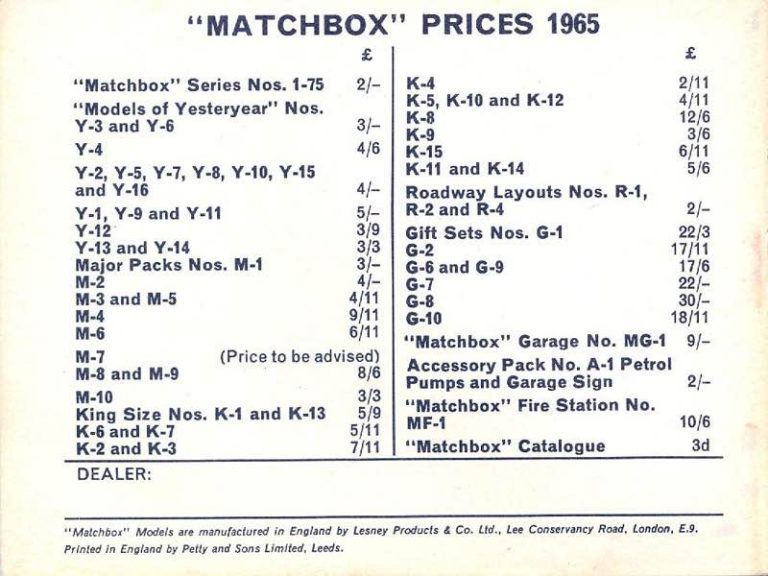 "MATCHBOX" PRICES 1965
£
"Matchbox" Series Nos. 1-75 2/–
"Models of Yesteryear" Nos.
Y-3 and Y-6 3/–
Y-4 4/6
Y-2, Y-5, Y-7, Y-8, Y-10, Y-15
and Y-16 4/–
Y-1, Y-9 and Y-11 5/–
Y-12 3/9
Y-13 and Y-14 3/3
Major Packs Nos. M-1 3/–
M-2 4/–
M-3 and M-5 4/11
M-4 9/11
M-6 6/11
M-7 (Price to be advised)
M-8 and M-9 8/6
M-10 3/3
King Size Nos. K-1 and K-13 5/9
K-6 and K-7 5/11
K-2 and K-3 7/11
£
K-4 2/11
K-5, K-10 and K-12 4/11
K-8 12/6
K-9 3/6
K-15 6/11
K-11 and K-14 5/6
Roadway Layouts Nos. R-1,
R-2 and R-4 2/–
Gift Sets Nos. G-1 22/3
G-2 17/11
G-6 and G-9 17/6
G-7 22/–
G-8 30/–
G-10 18/11
"Matchbox" Garage No. MG-1 9/–
Accessory Pack No. A-1 Petrol
Pumps and Garage Sign 2/–
"Matchbox" Fire Station No.
MF-1 10/6
"Matchbox" Catalogue 3d
DEALER:
"Matchbox" Models are manufactured in England by Lesney Products & Co. Ltd., Lee Conservancy Road, London, E.9.
Printed in England by Petty and Sons Limited, Leeds.